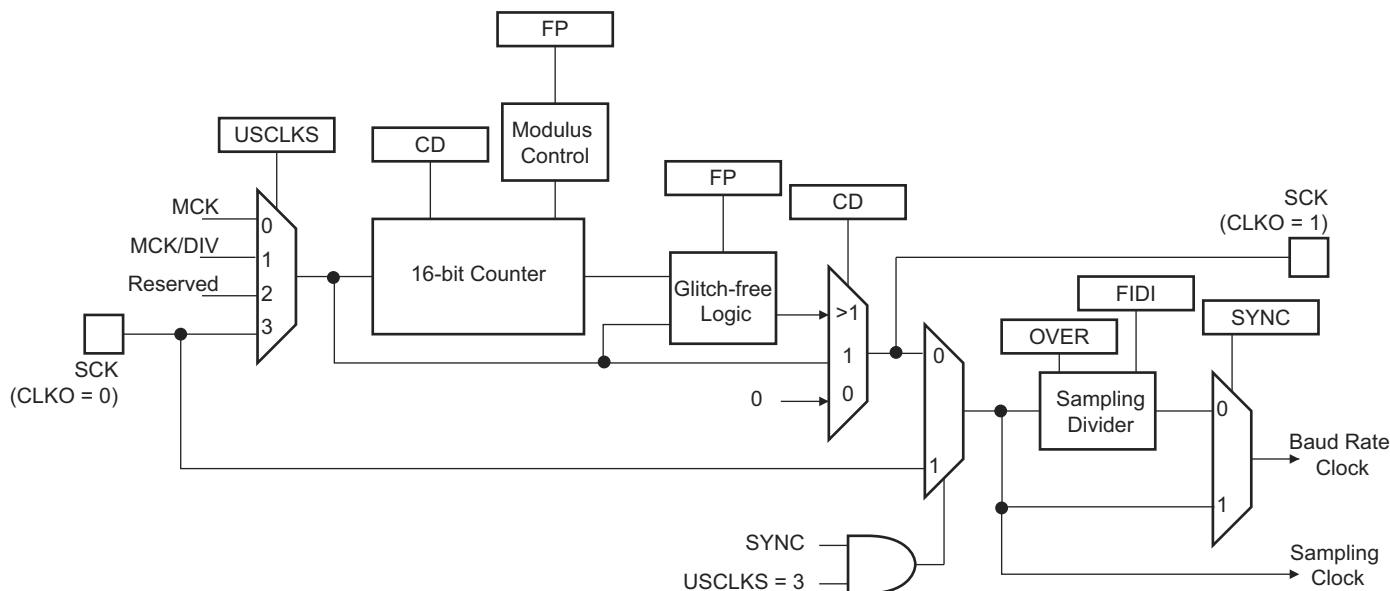 FP
USCLKS
CD
Modulus
Control
FP
CD
SCK
(CLKO = 1)
MCK
0
MCK/DIV
1
Reserved
2
3
16-bit Counter
Glitch-free
Logic
>1
1
0
0
FIDI
OVER
SYNC
SCK
(CLKO = 0)
0
1
Sampling
Divider
0
1
Baud Rate
Clock
SYNC
USCLKS = 3
Sampling
Clock